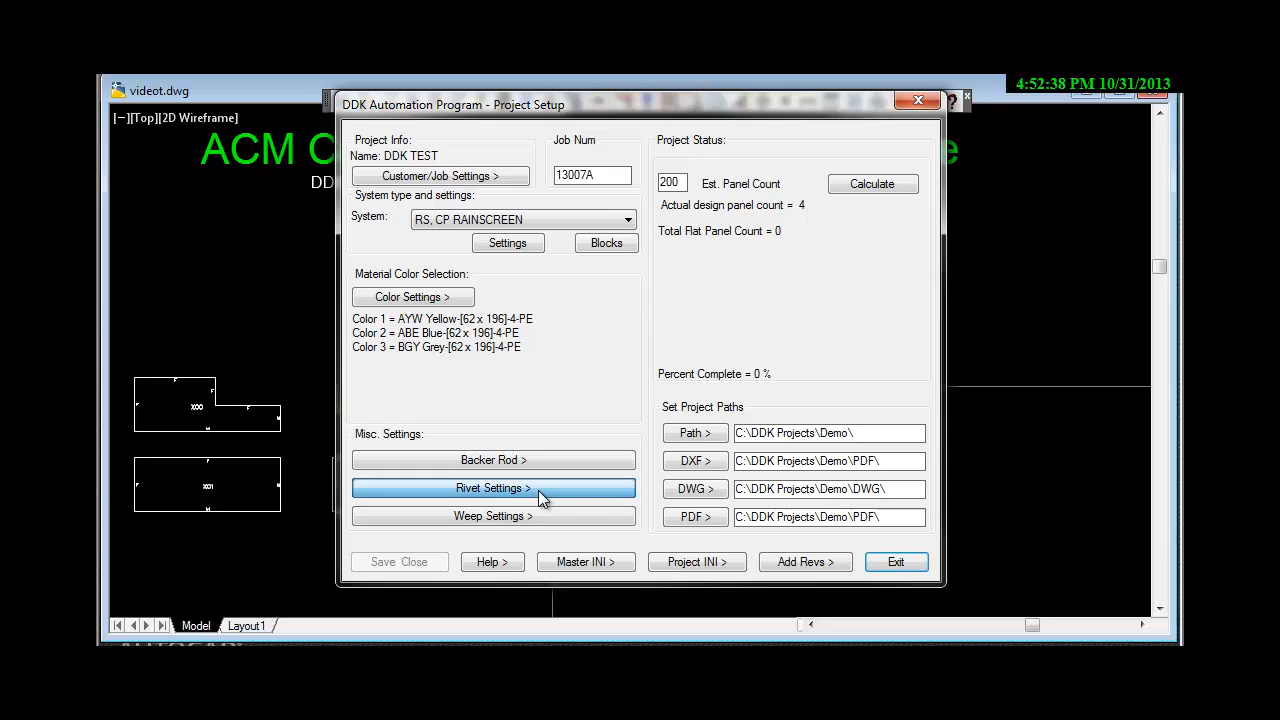 4:52:38 PM 10/31/2013
videot.dwg
DDK Automation Program - Project Setup
[−][Top][2D Wireframe]
ACM C
e
DD
Project Info:
Name: DDK TEST
Customer/Job Settings >
Job Num
13007A
System type and settings:
System:
RS, CP RAINSCREEN
Settings
Blocks
Material Color Selection:
Color Settings >
Color 1 = AYW Yellow-[62 x 196]-4-PE
Color 2 = ABE Blue-[62 x 196]-4-PE
Color 3 = BGY Grey-[62 x 196]-4-PE
Misc. Settings:
Backer Rod >
Rivet Settings >
Weep Settings >
Project Status:
200
Est. Panel Count
Calculate
Actual design panel count = 4
Total Flat Panel Count = 0
Percent Complete = 0 %
Set Project Paths
Path >
C:\DDK Projects\Demo\
DXF >
C:\DDK Projects\Demo\PDF\
DWG >
C:\DDK Projects\Demo\DWG\
PDF >
C:\DDK Projects\Demo\PDF\
Save Close
Help >
Master INI >
Project INI >
Add Revs >
Exit
X00
X01
Model
Layout1